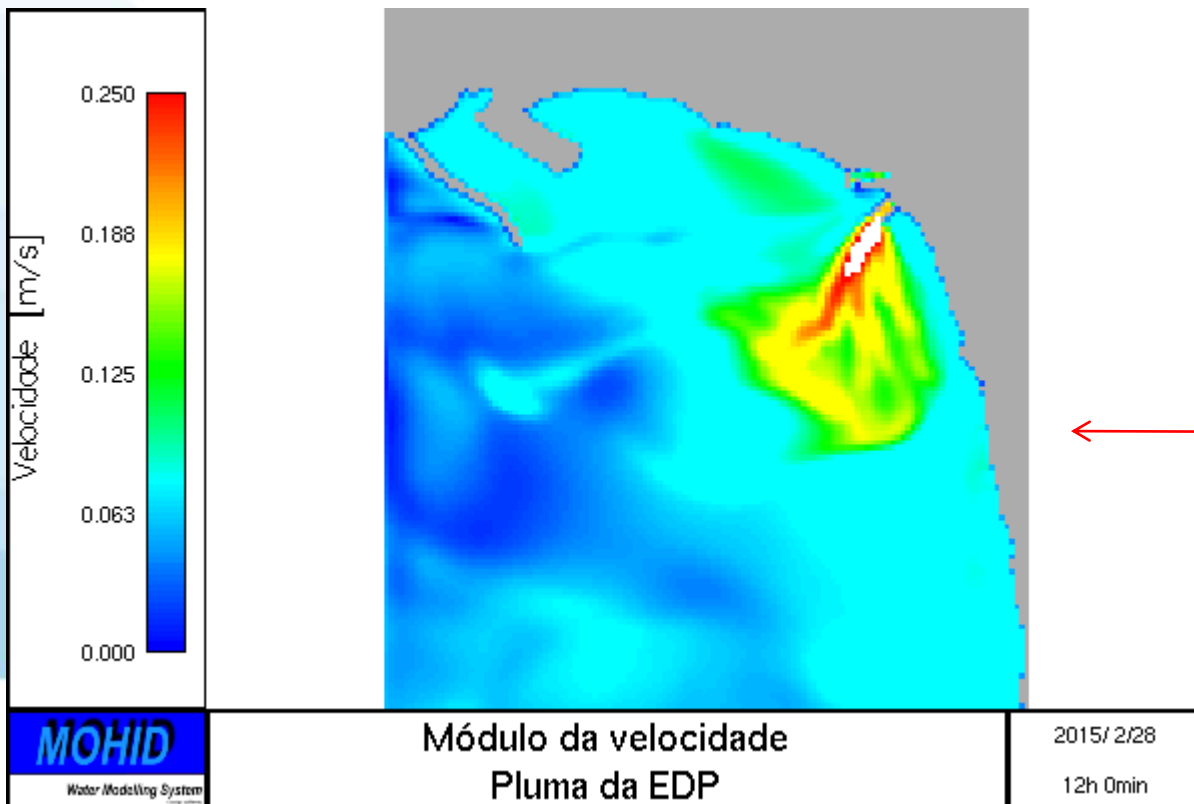 0.250
0.188
0.125
0.063
0.000
Velocidade [m/s]
MOHID
Water Modelling System
Módulo da velocidade
Pluma da EDP
2015/ 2/28
12h 0min